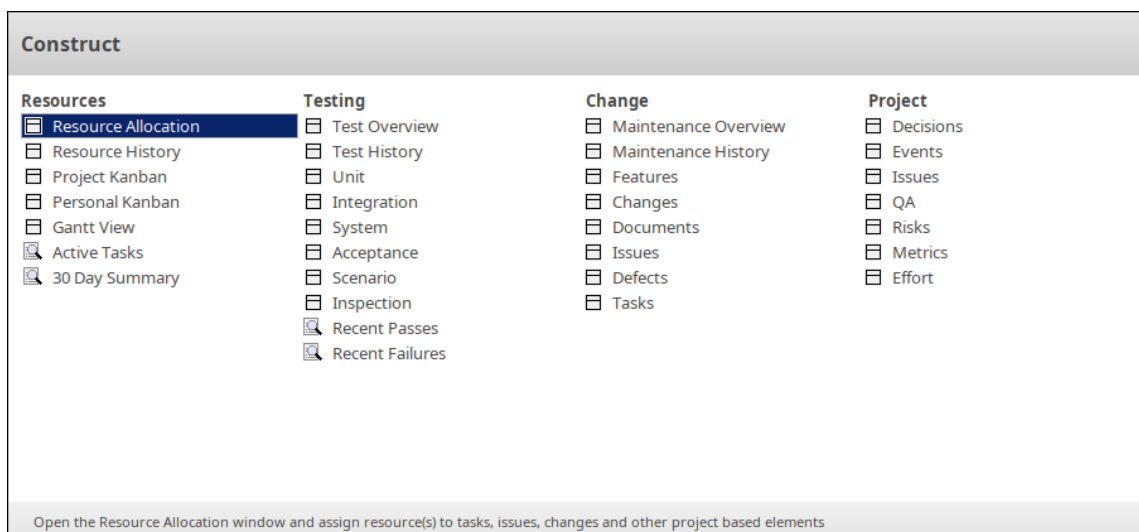 Construct
Resources
Resource Allocation
Resource History
Project Kanban
Personal Kanban
Gantt View
Active Tasks
30 Day Summary
Testing
Test Overview
Test History
Unit
Integration
System
Acceptance
Scenario
Inspection
Recent Passes
Recent Failures
Change
Maintenance Overview
Maintenance History
Features
Changes
Documents
Issues
Defects
Tasks
Project
Decisions
Events
Issues
QA
Risks
Metrics
Effort
Open the Resource Allocation window and assign resource(s) to tasks, issues, changes and other project based elements